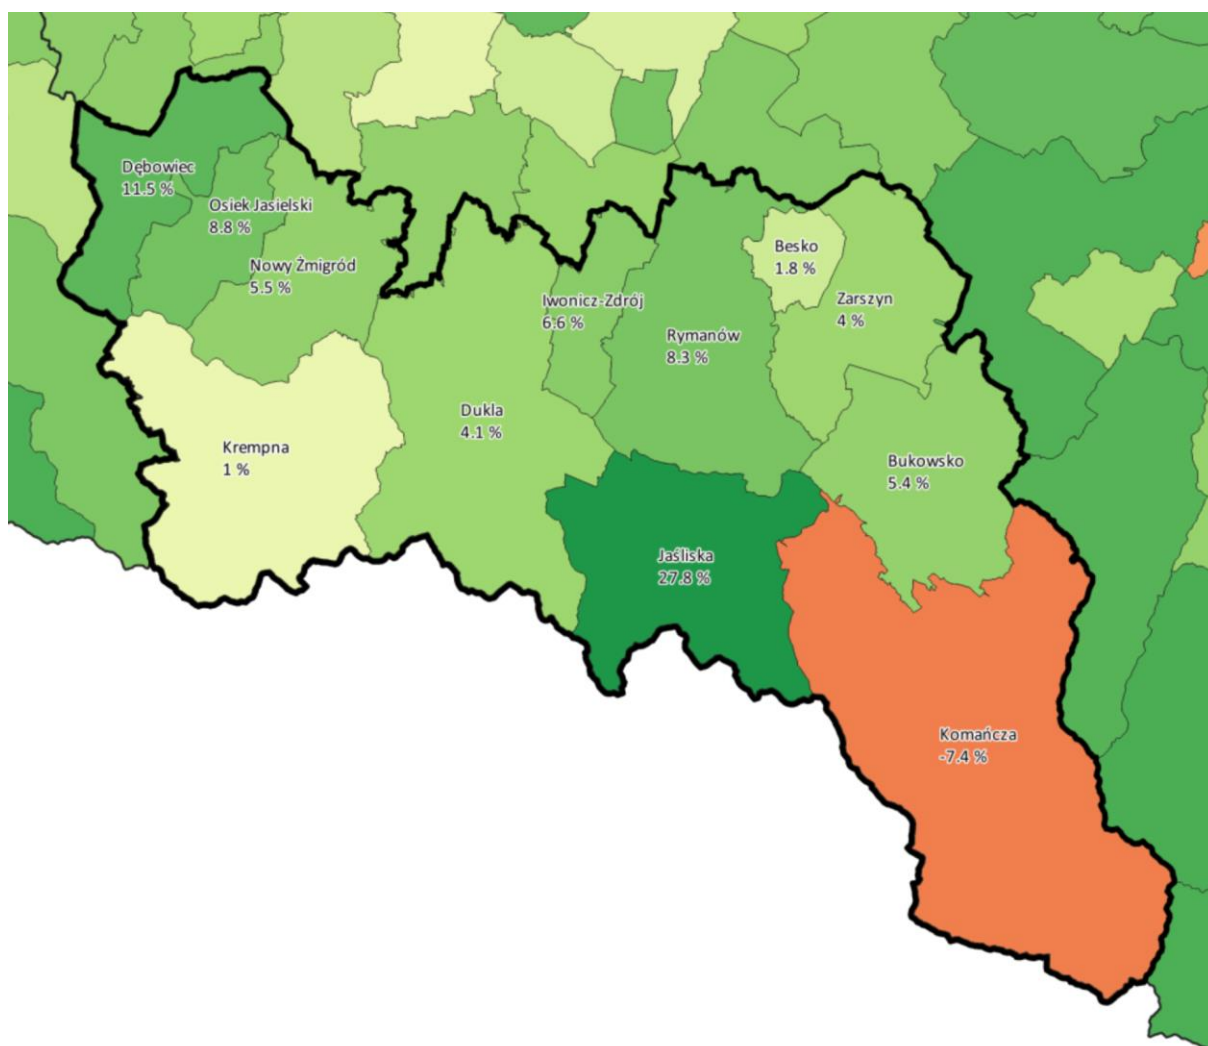 Dębowiec
11.5 %
Osiek Jasielski
8.8 %
Nowy Żmigród
5.5 %
Krempna
1 %
Dukla
4.1 %
Iwonicz-Zdrój
6.6 %
Rymanów
8.3 %
Besko
1.8 %
Zarszyn
4 %
Bukowsko
5.4 %
Jaśliska
27.8 %
Komańcza
-7.4 %